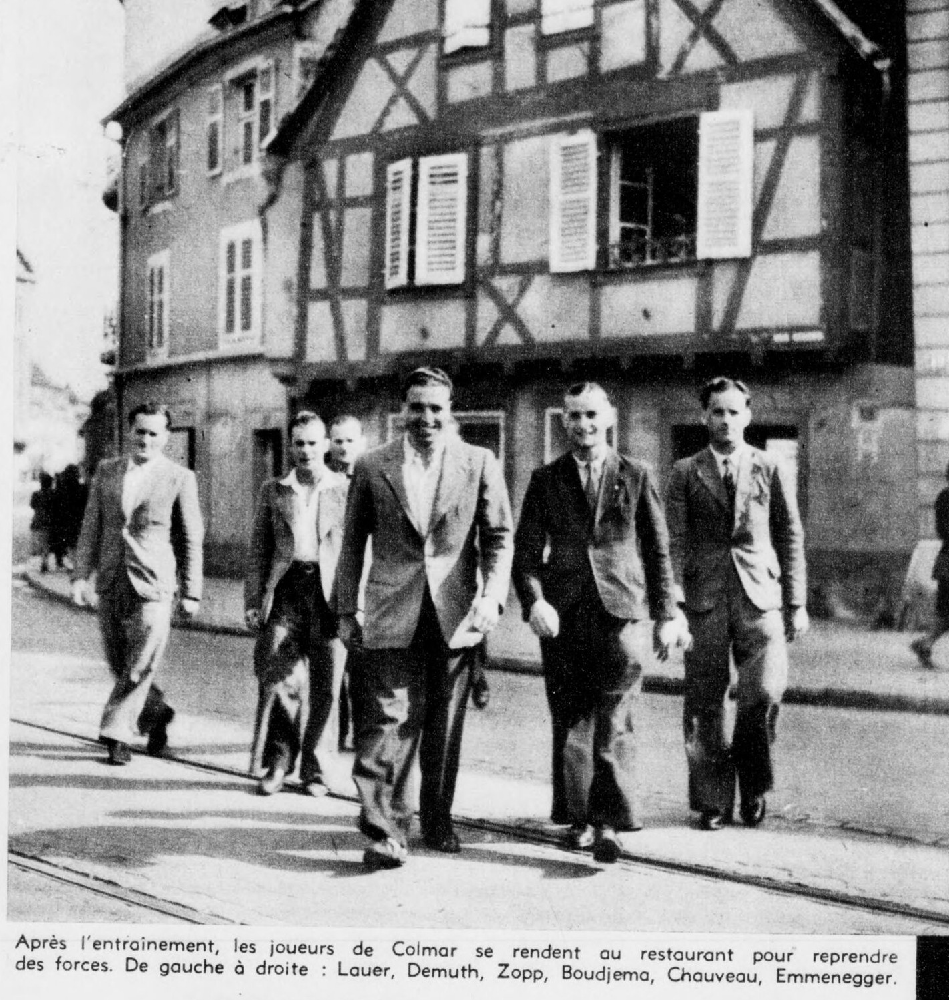 Après l'entraînement, les joueurs de Colmar se rendent au restaurant pour reprendre
des forces. De gauche à droite : Lauer, Demuth, Zopp, Boudjema, Chauveau, Emmenegger.